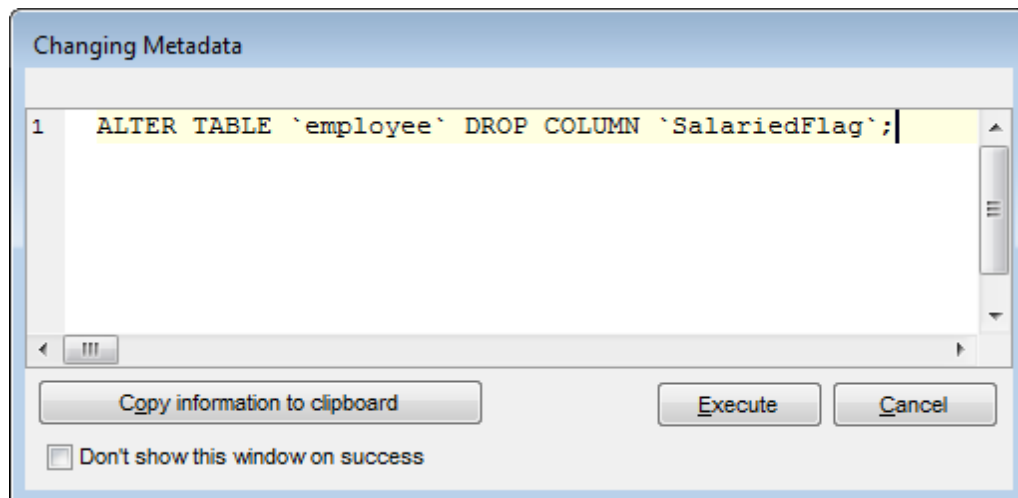 Changing Metadata
1 ALTER TABLE `employee` DROP COLUMN `SalariedFlag`;
Copy information to clipboard
Execute
Cancel
Don't show this window on success